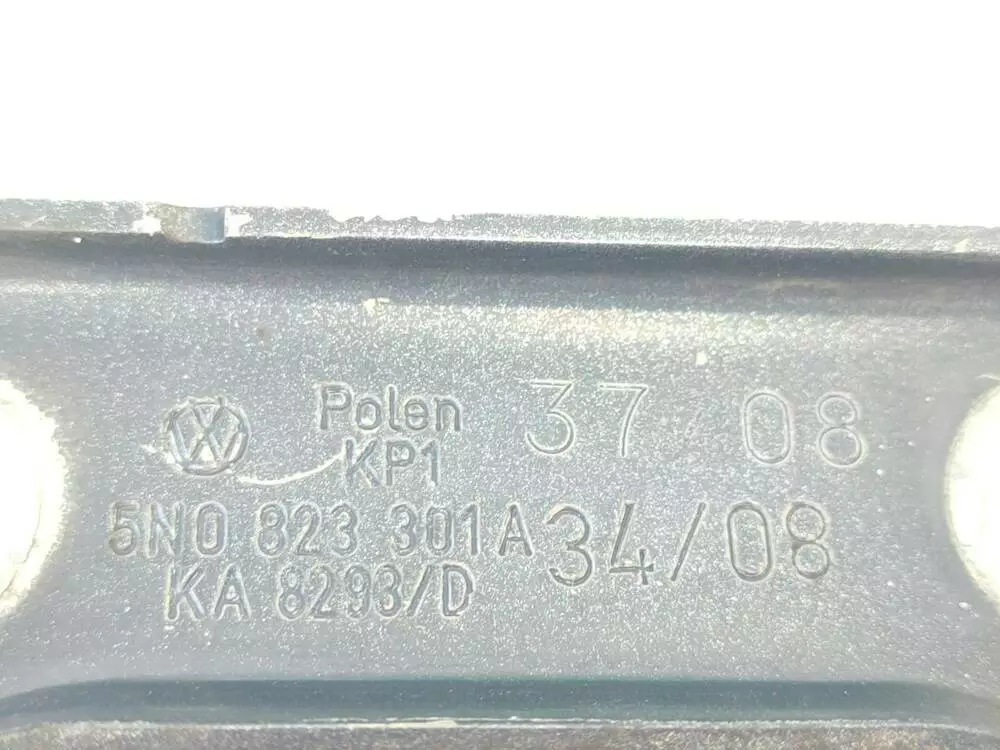 Polen 37 08
KP1
5N0 823 301 A 34/08
KA 8293/D